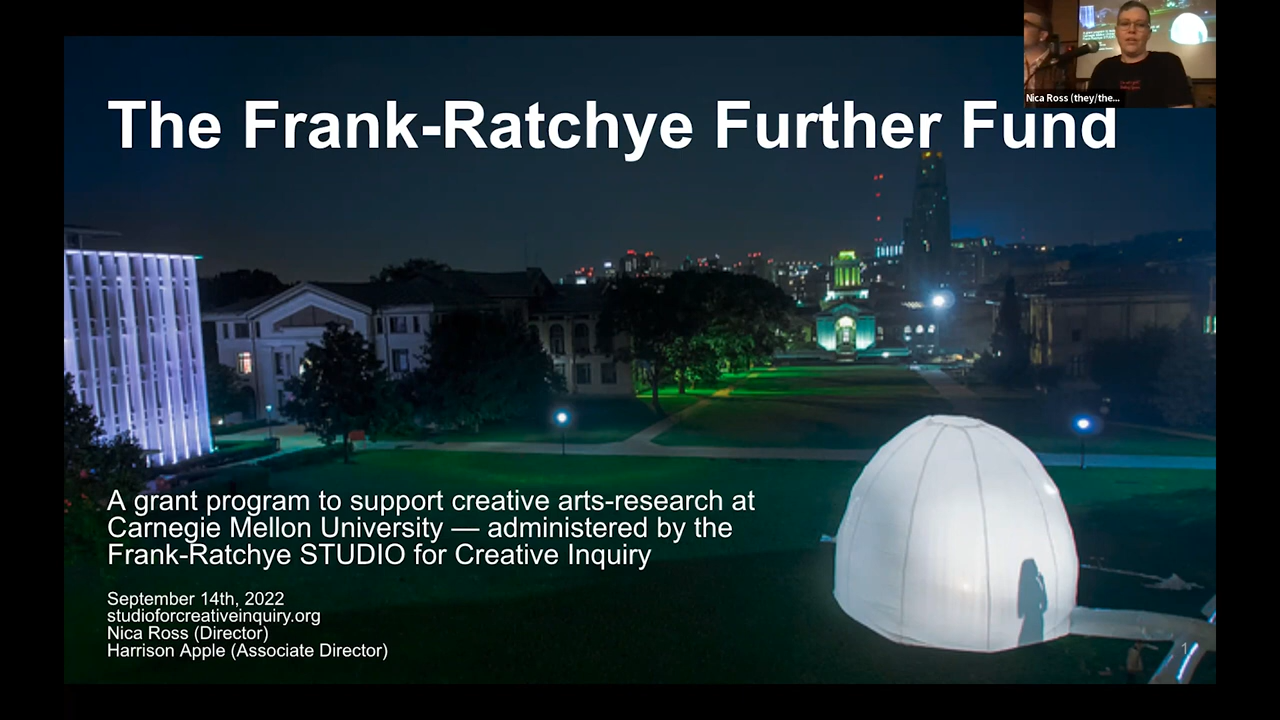 The Frank-Ratchye Further Fund
Nica Ross (they/the...
A grant program to support creative arts-research at
Carnegie Mellon University — administered by the
Frank-Ratchye STUDIO for Creative Inquiry
September 14th, 2022
studioforcreativeinquiry.org
Nica Ross (Director)
Harrison Apple (Associate Director)
1